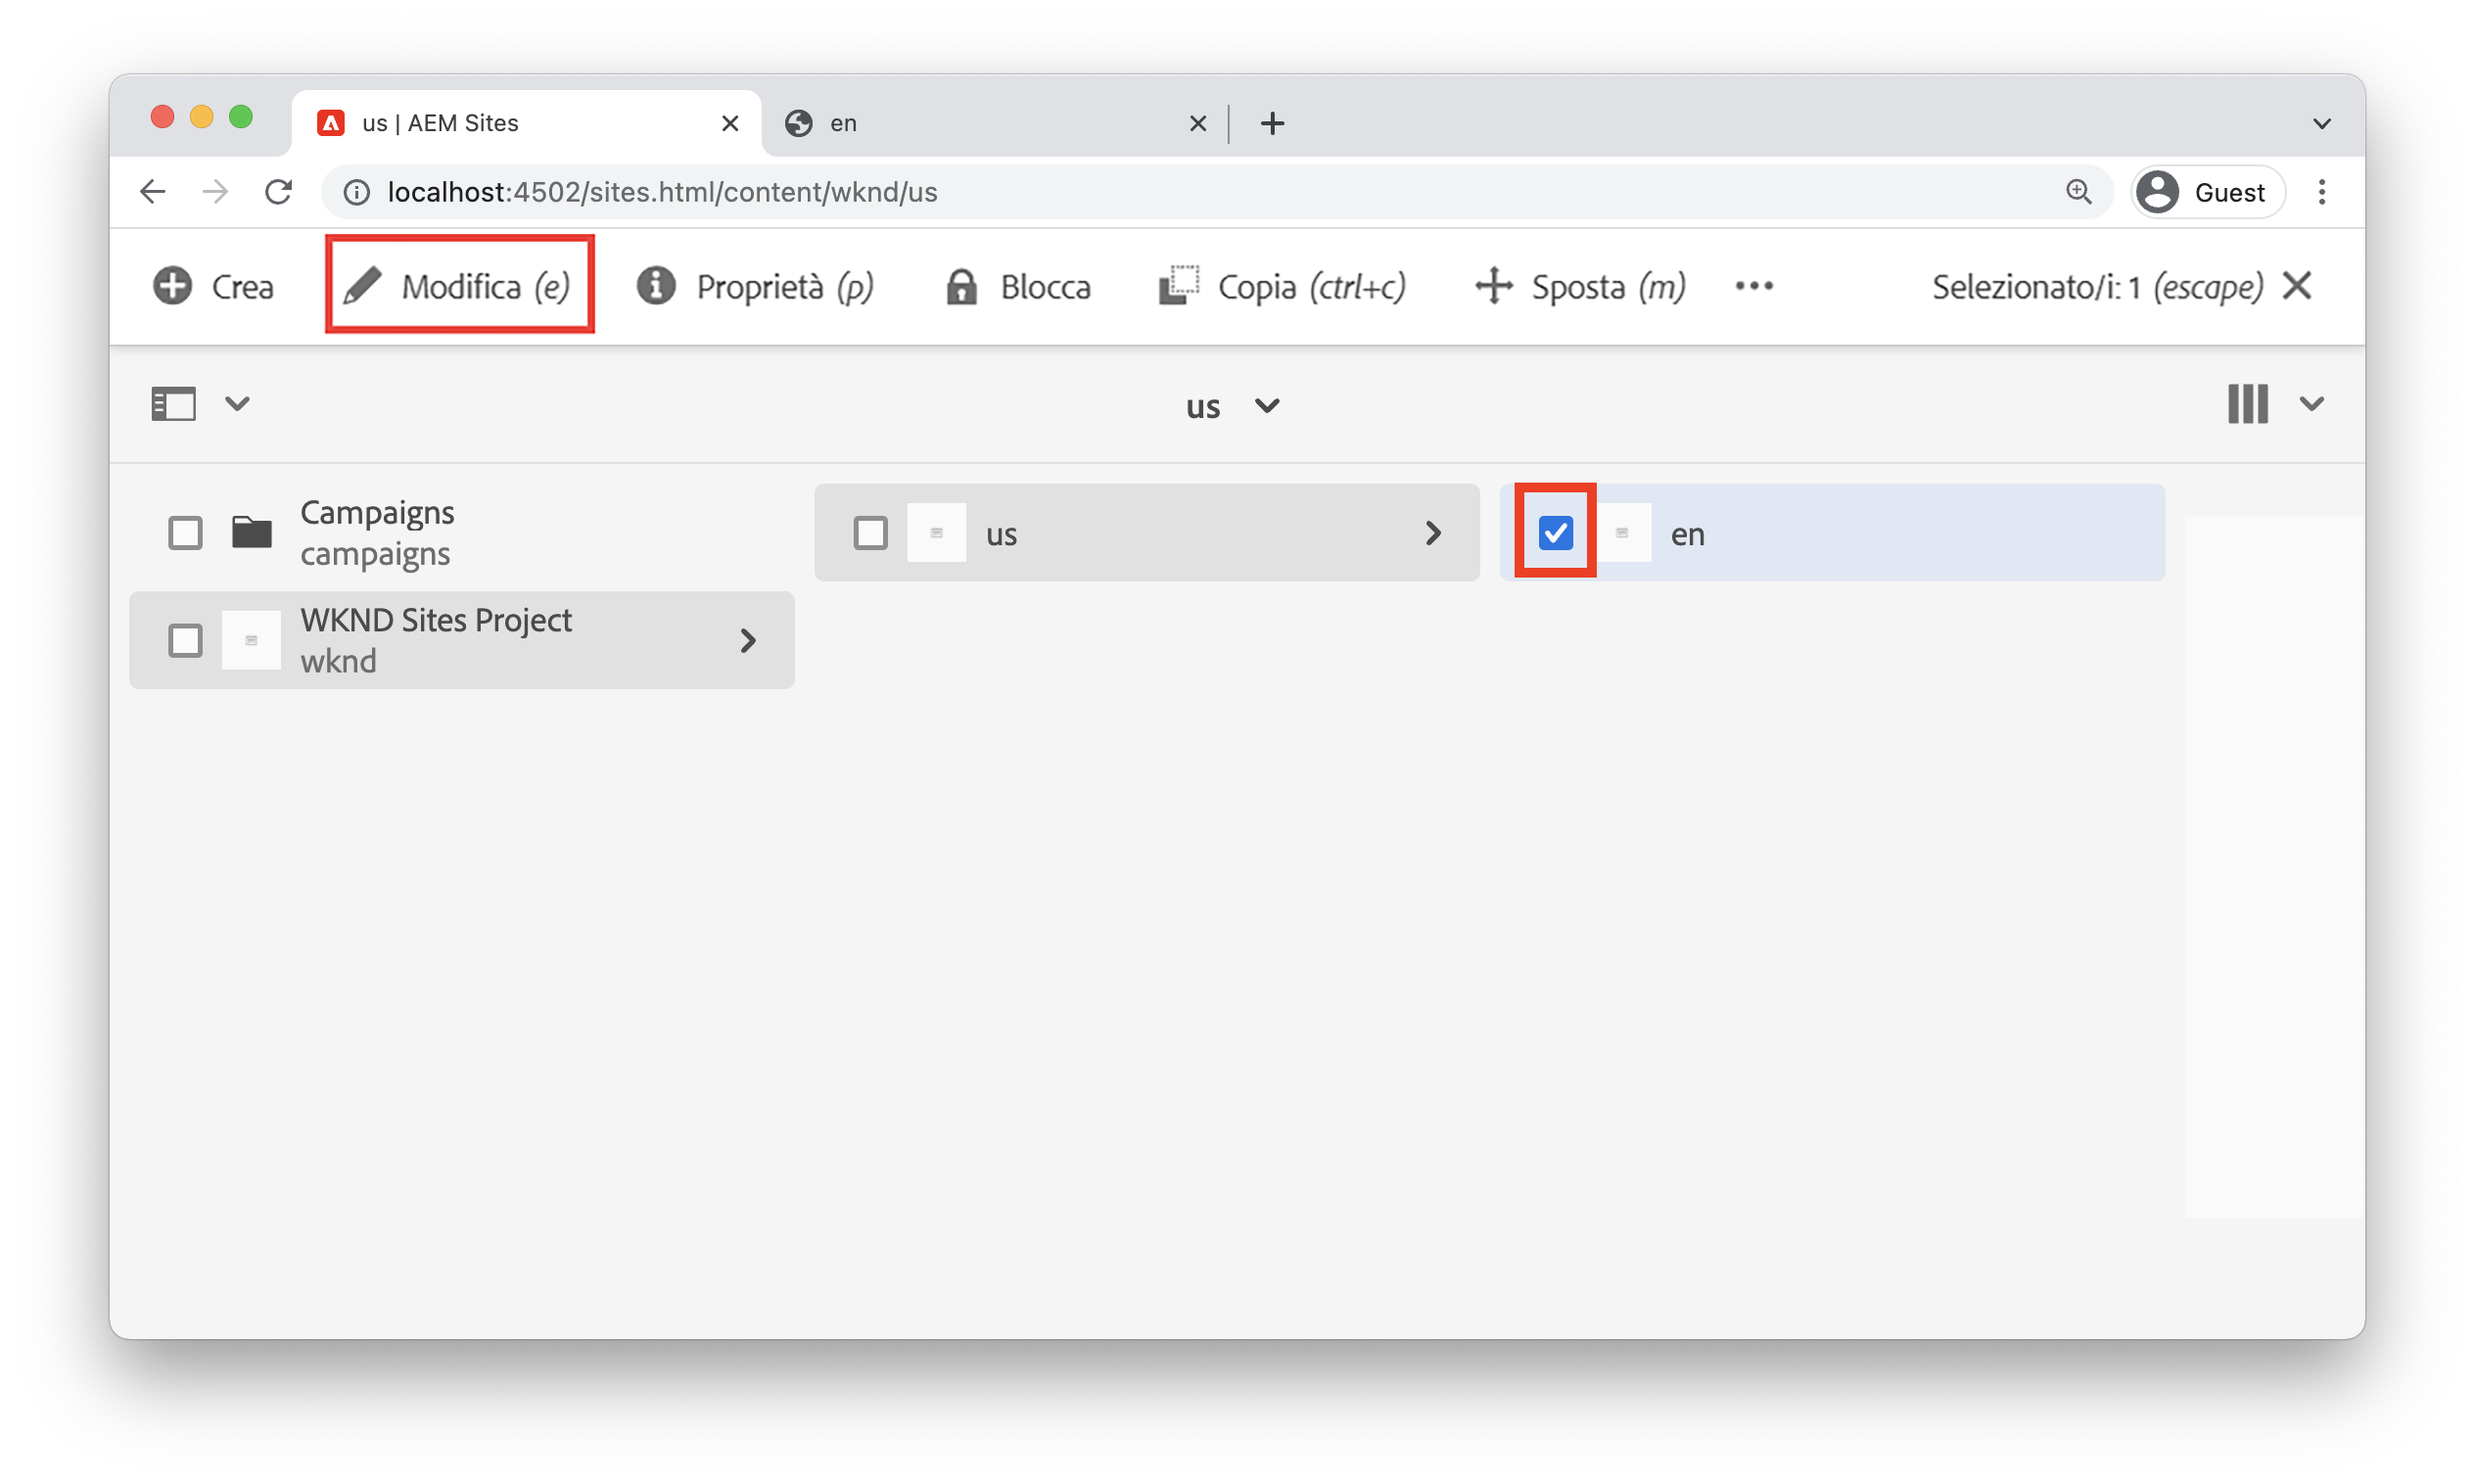 us | AEM Sites
en
localhost:4502/sites.html/content/wknd/us
Guest
Crea
Modifica (e)
Proprietà (p)
Blocca
Copia (ctrl+c)
Sposta (m)
Selezionato/i: 1 (escape)
us
Campaigns
campaigns
WKND Sites Project
wknd
us
en